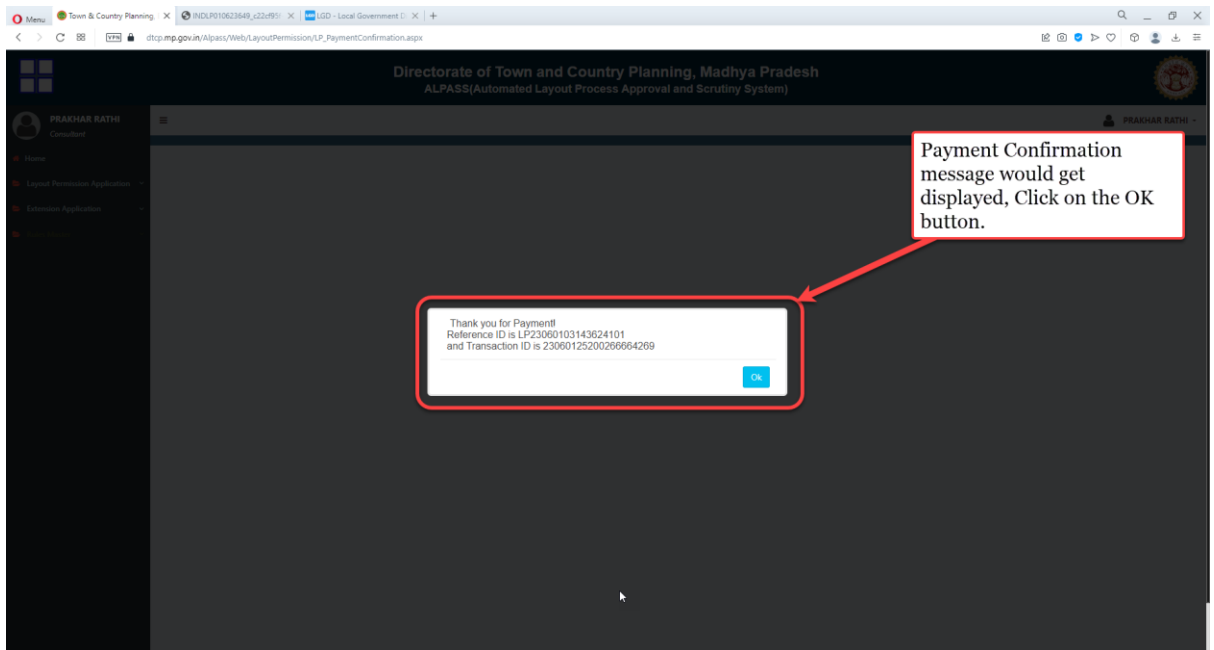 Menu
Town & Country Planning,
INDLP010623649_c22cf95
LGD - Local Government D
VPN
dtcp.mp.gov.in/Alpass/Web/LayoutPermission/LP_PaymentConfirmation.aspx
Directorate of Town and Country Planning, Madhya Pradesh
ALPASS(Automated Layout Process Approval and Scrutiny System)
PRAKHAR RATHI
Consultant
PRAKHAR RATHI
Home
Layout Permission Application
Extension Application
Payment Confirmation
message would get
displayed, Click on the OK
button.
Thank you for Payment!
Reference ID is LP23060103143624101
and Transaction ID is 23060125200266664269
Ok